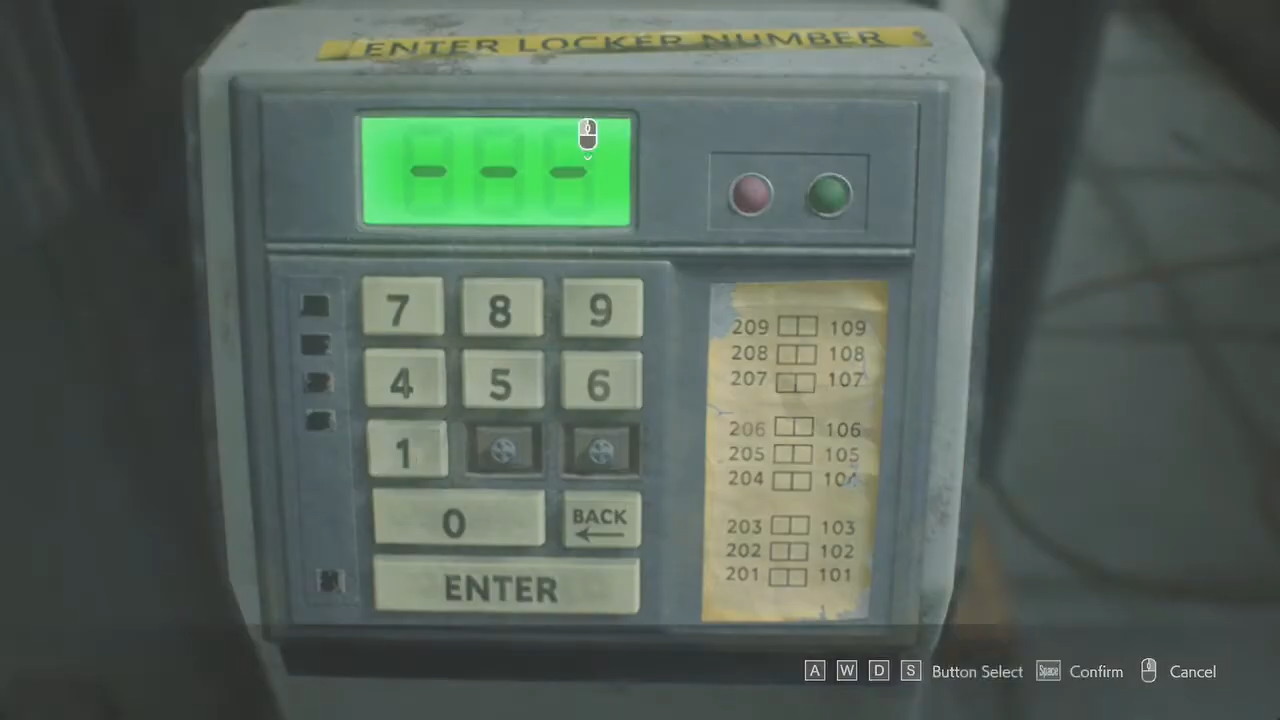 ENTER LOCKER NUMBER
7 8 9
4 5 6
1
0 BACK
ENTER
209 109
208 108
207 107
206 106
205 105
204 104
203 103
202 102
201 101
A W D S Button Select Space Confirm Cancel